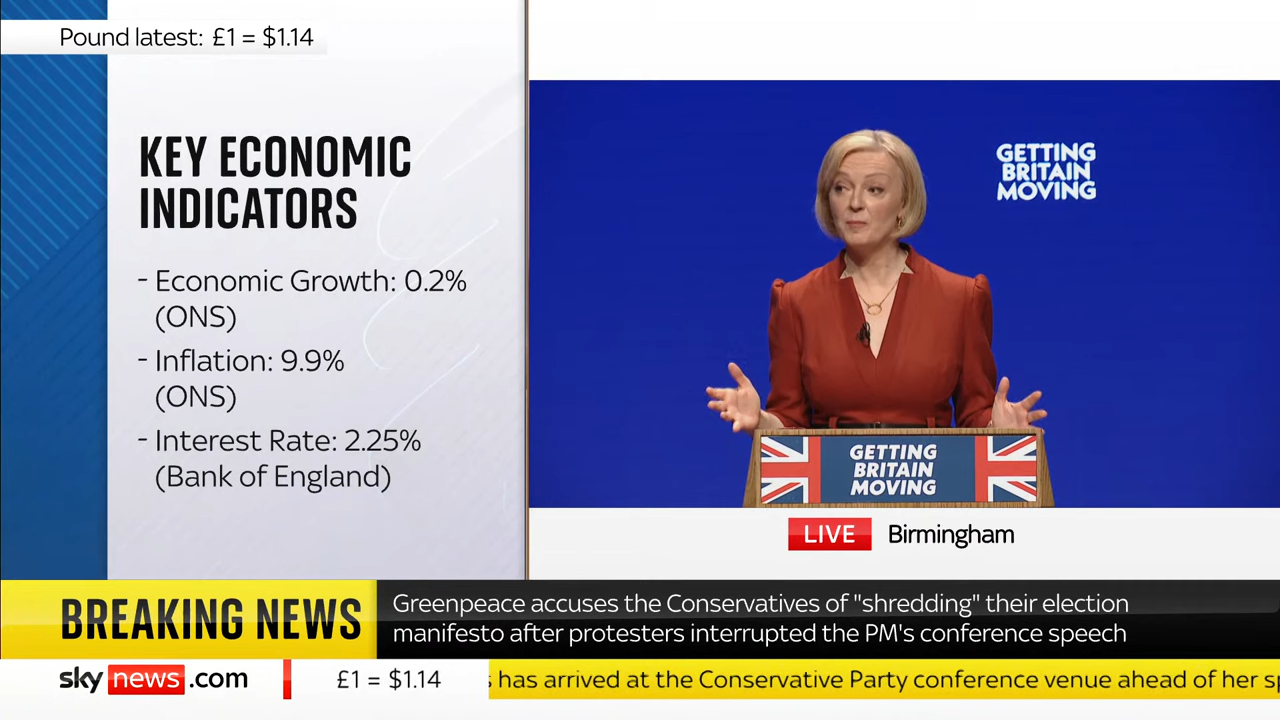 Pound latest: £1 = $1.14
KEY ECONOMIC
INDICATORS
- Economic Growth: 0.2%
(ONS)
- Inflation: 9.9%
(ONS)
- Interest Rate: 2.25%
(Bank of England)
GETTING
BRITAIN
MOVING
GETTING
BRITAIN
MOVING
LIVE Birmingham
BREAKING NEWS
Greenpeace accuses the Conservatives of "shredding" their election
manifesto after protesters interrupted the PM's conference speech
sky news.com £1 = $1.14 has arrived at the Conservative Party conference venue ahead of her